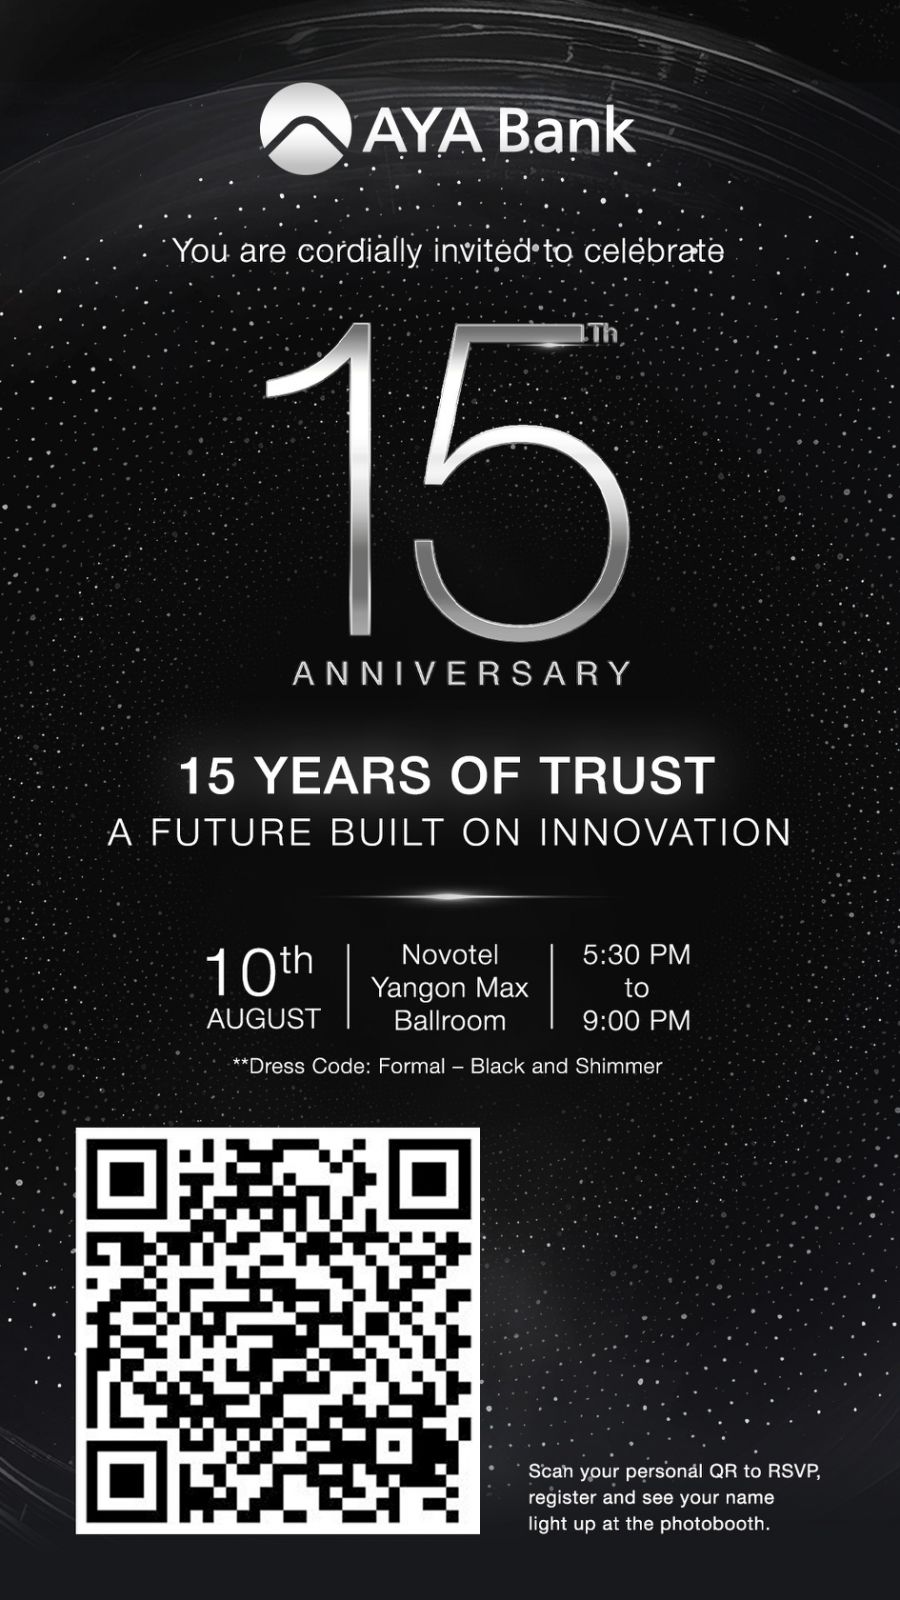 AYA Bank
You are cordially invited to celebrate
15Th
ANNIVERSARY
15 YEARS OF TRUST
A FUTURE BUILT ON INNOVATION
10th
AUGUST
Novotel
Yangon Max
Ballroom
5:30 PM
to
9:00 PM
**Dress Code: Formal – Black and Shimmer
Scan your personal QR to RSVP,
register and see your name
light up at the photobooth.